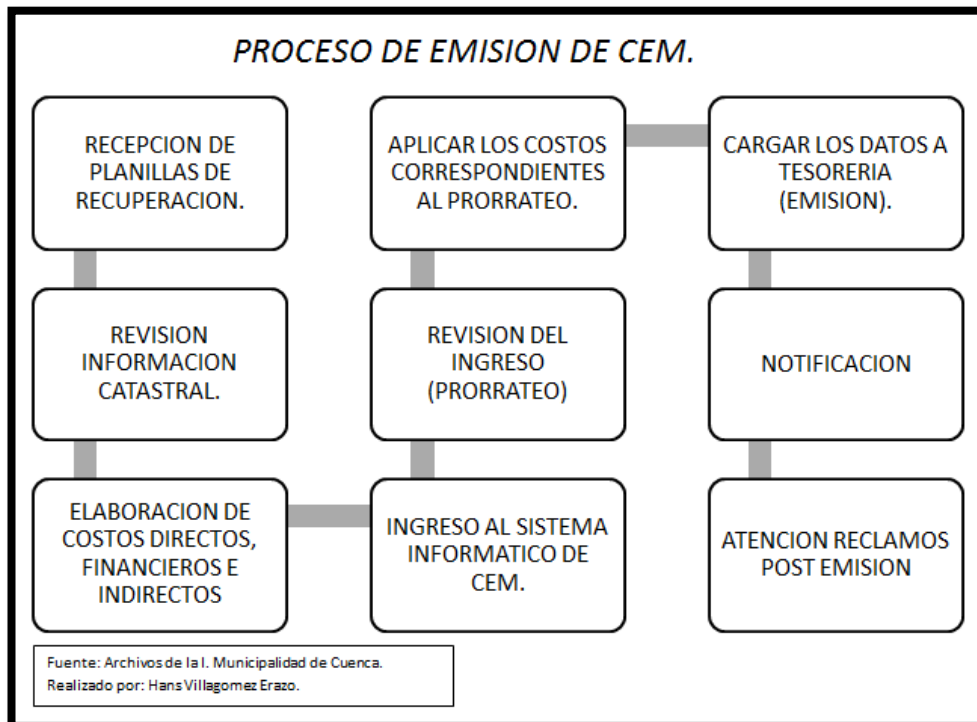 PROCESO DE EMISION DE CEM.
RECEPCION DE
PLANILLAS DE
RECUPERACION.
REVISION
INFORMACION
CATASTRAL.
ELABORACION DE
COSTOS DIRECTOS,
FINANCIEROS E
INDIRECTOS
INGRESO AL SISTEMA
INFORMATICO DE
CEM.
REVISION DEL
INGRESO
(PRORRATEO)
APLICAR LOS COSTOS
CORRESPONDIENTES
AL PRORRATEO.
CARGAR LOS DATOS A
TESORERIA
(EMISION).
NOTIFICACION
ATENCION RECLAMOS
POST EMISION
Fuente: Archivos de la I. Municipalidad de Cuenca.
Realizado por: Hans Villagomez Erazo.